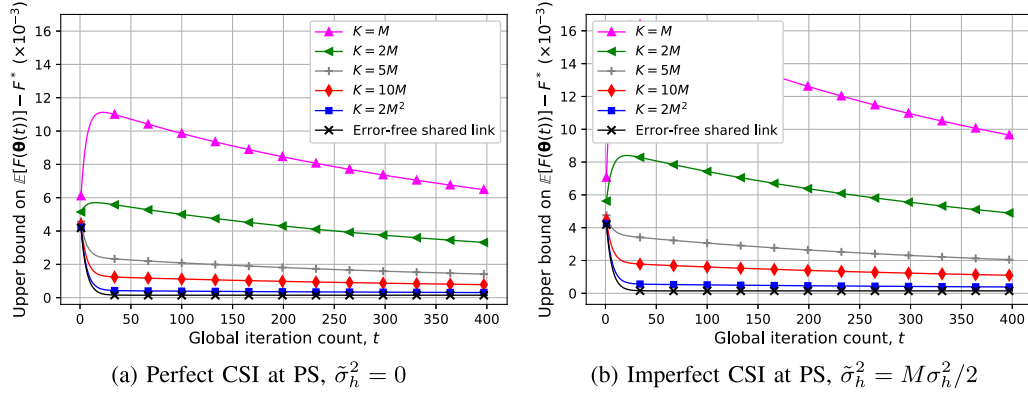 Upper bound on 𝔼[F(θ(t))] − F* (×10⁻³)
16
14
12
10
8
6
4
2
0
K = M
K = 2M
K = 5M
K = 10M
K = 2M²
Error-free shared link
0 50 100 150 200 250 300 350 400
Global iteration count, t
(a) Perfect CSI at PS, σ̃²ₕ = 0
Upper bound on 𝔼[F(θ(t))] − F* (×10⁻³)
16
14
12
10
8
6
4
2
0
K = M
K = 2M
K = 5M
K = 10M
K = 2M²
Error-free shared link
0 50 100 150 200 250 300 350 400
Global iteration count, t
(b) Imperfect CSI at PS, σ̃²ₕ = Mσ²ₕ/2